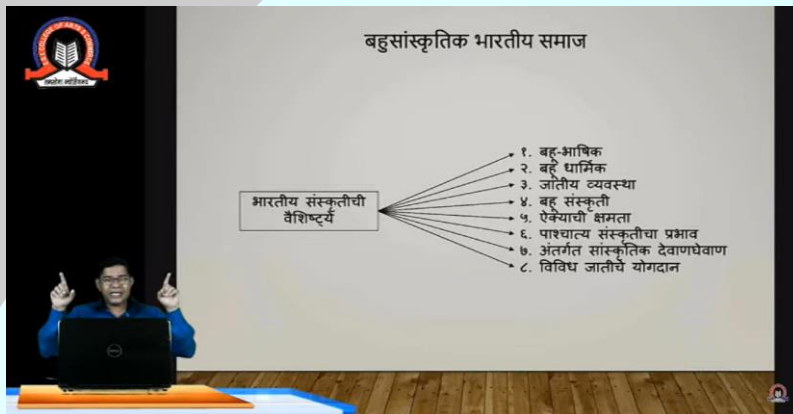 बहुसांस्कृतिक भारतीय समाज
भारतीय संस्कृतीची
वैशिष्ट्ये
१. बहू-भाषिक
२. बहू धार्मिक
३. जातीय व्यवस्था
४. बहू संस्कृती
५. ऐक्याची क्षमता
६. पाश्चात्य संस्कृतीचा प्रभाव
७. अंतर्गत सांस्कृतिक देवाणघेवाण
८. विविध जातीचे योगदान
DELL